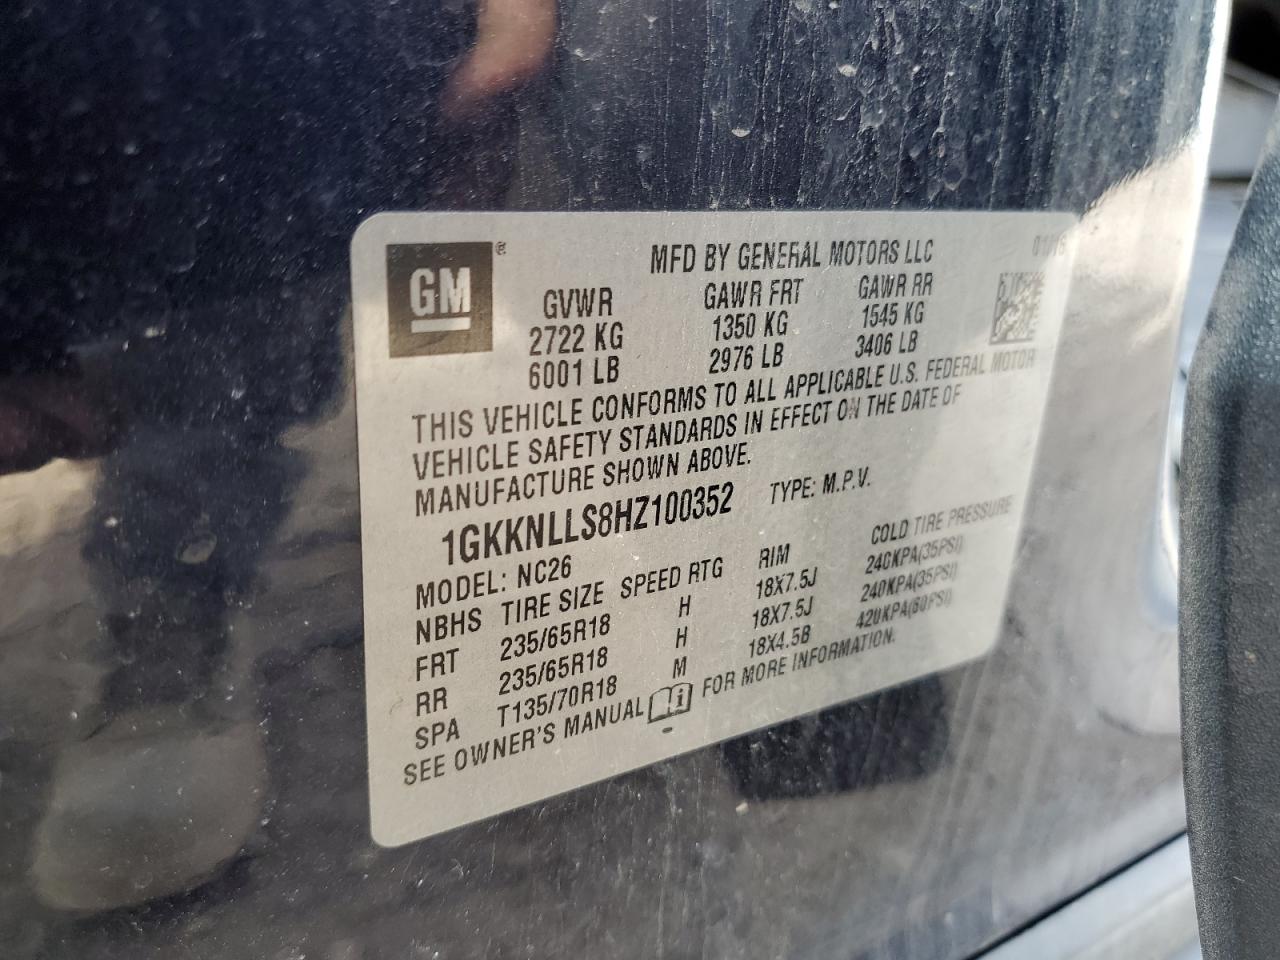 GM
®
MFD BY GENERAL MOTORS LLC
GVWR GAWR FRT GAWR RR
2722 KG 1350 KG 1545 KG
6001 LB 2976 LB 3406 LB
THIS VEHICLE CONFORMS TO ALL APPLICABLE U.S. FEDERAL MOTOR
VEHICLE SAFETY STANDARDS IN EFFECT ON THE DATE OF
MANUFACTURE SHOWN ABOVE.
1GKKNLLS8HZ100352 TYPE: M.P.V.
MODEL: NC26
NBHS TIRE SIZE SPEED RTG RIM COLD TIRE PRESSURE
FRT 235/65R18 H 18X7.5J 240KPA(35PSI)
RR 235/65R18 H 18X7.5J 240KPA(35PSI)
SPA T135/70R18 M 18X4.5B 420KPA(60PSI)
SEE OWNER'S MANUAL FOR MORE INFORMATION.